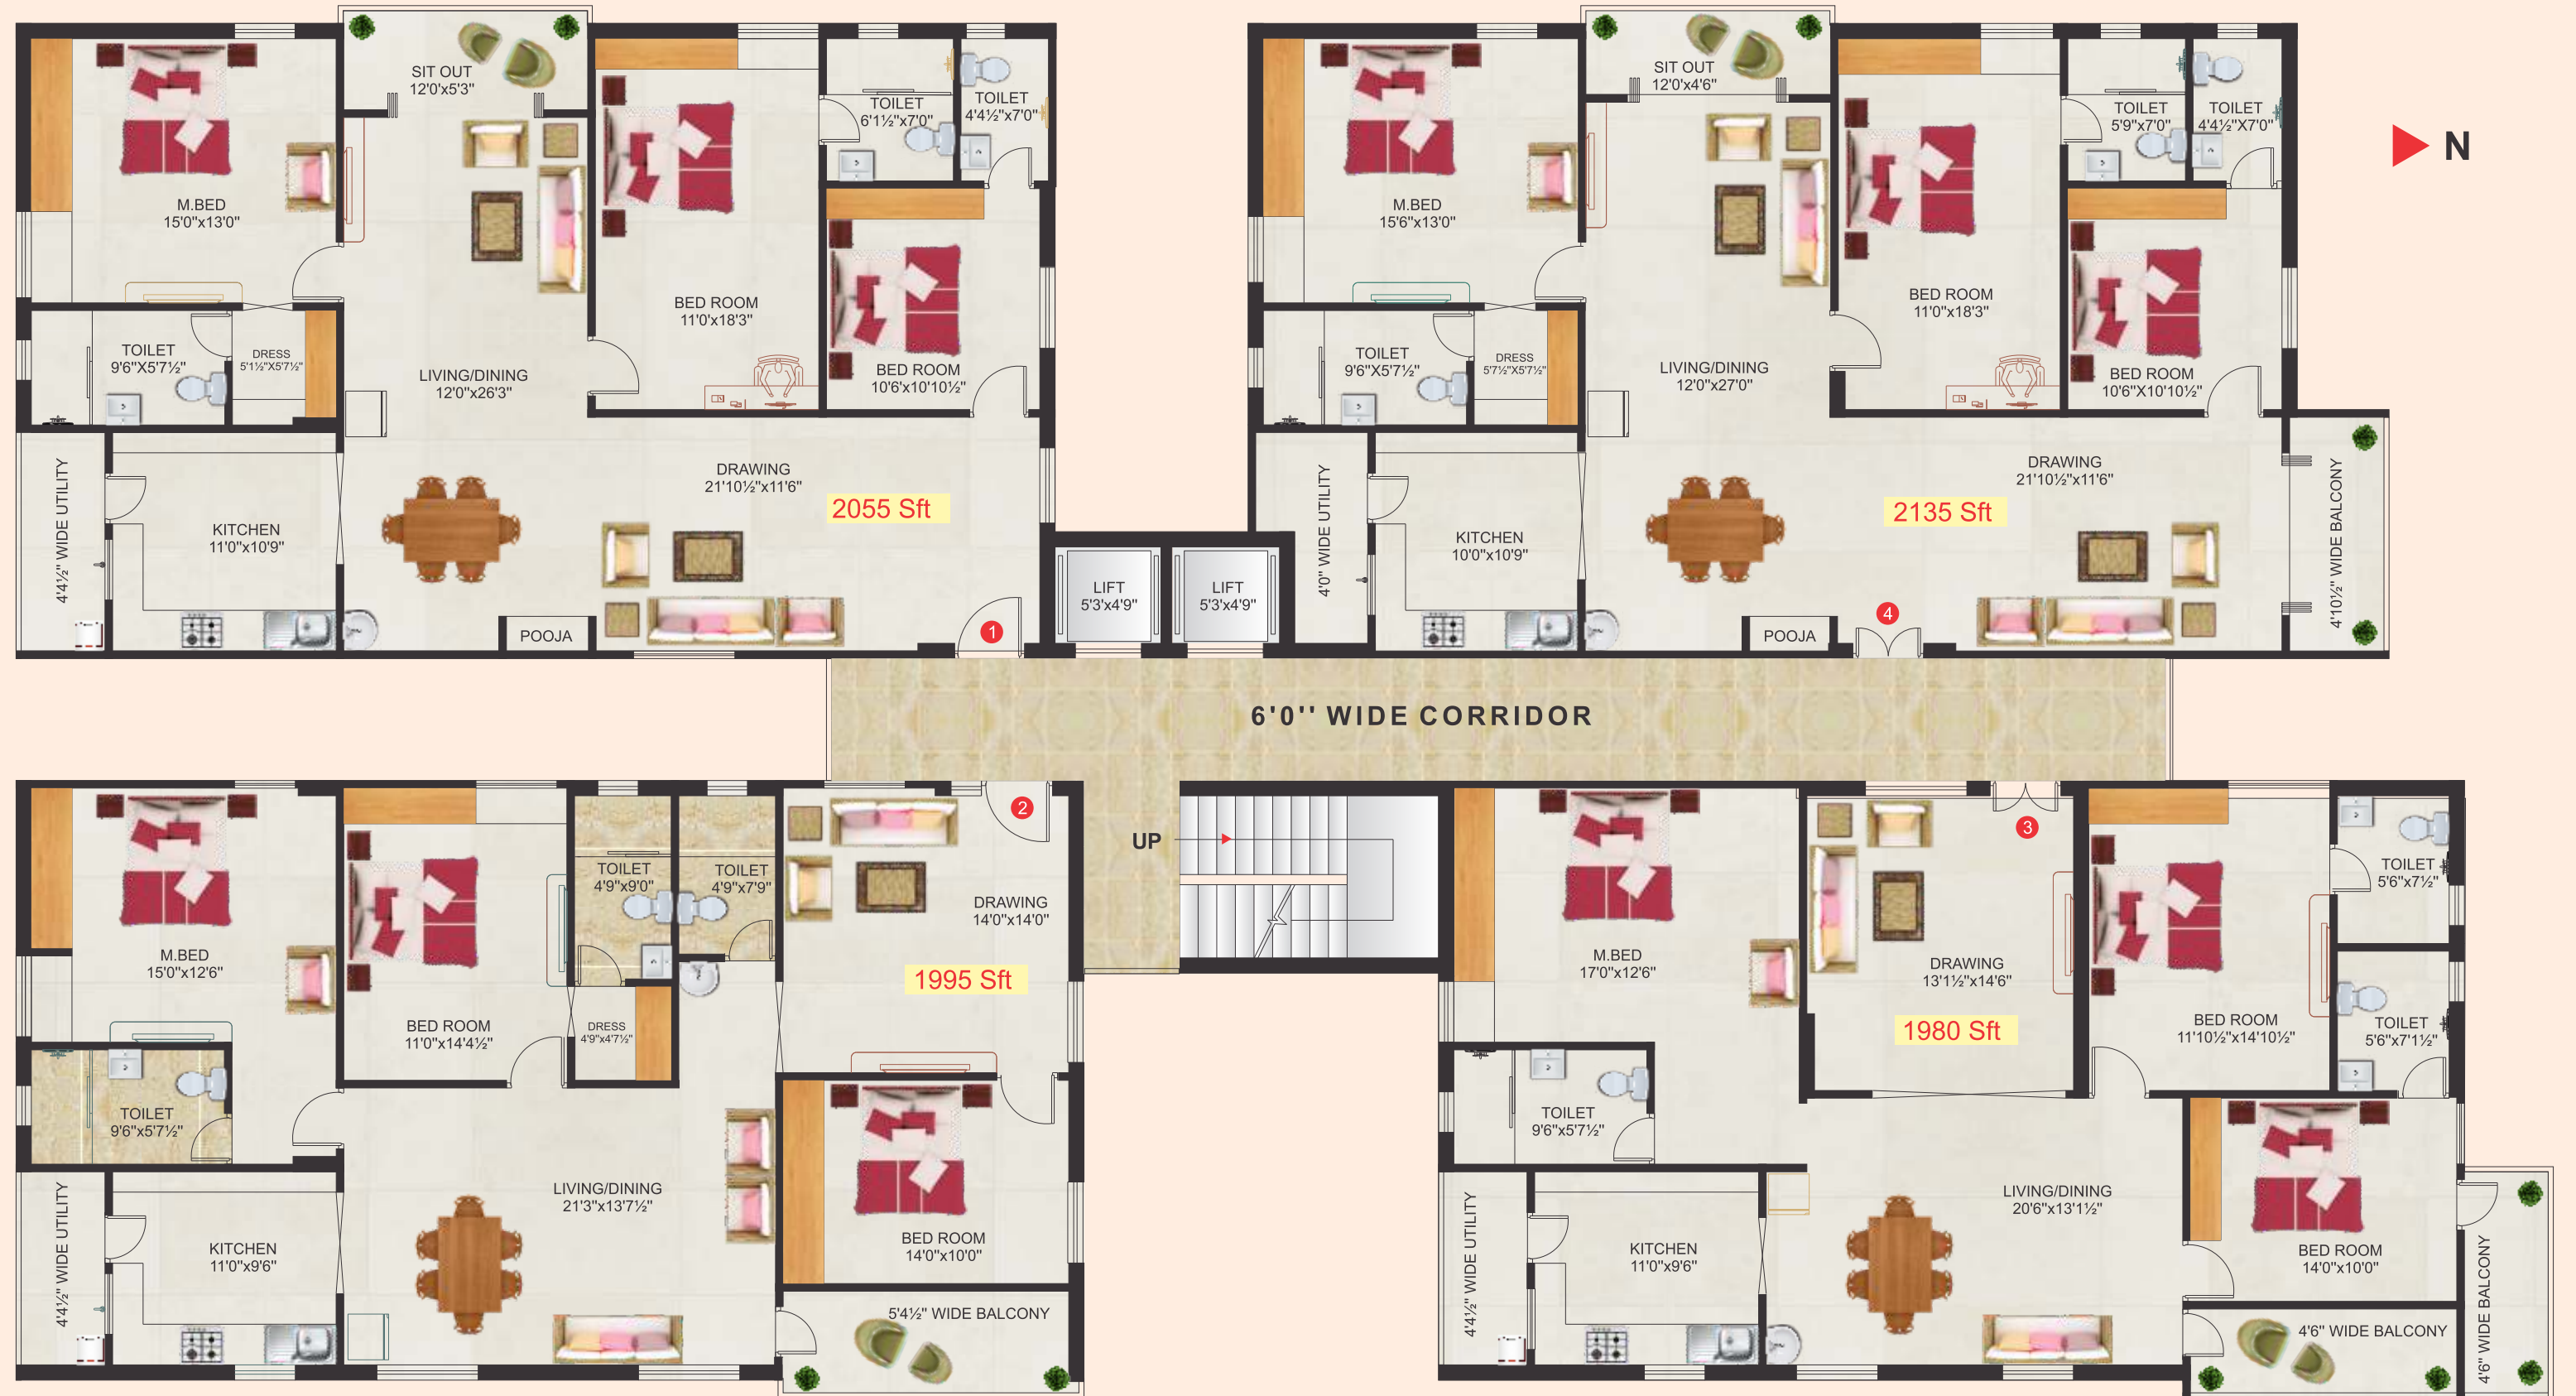 SIT OUT
12'0'x5'3"
TOILET
6'1½"x7'0"
TOILET
4'4½"x7'0"
M.BED
15'0"x13'0"
BED ROOM
11'0'x18'3"
TOILET
9'6"X5'7½"
DRESS
5'1½"X5'7½"
LIVING/DINING
12'0"x26'3"
BED ROOM
10'6'x10'10½"
DRAWING
21'10½"x11'6"
2055 Sft
4'4½" WIDE UTILITY
KITCHEN
11'0"x10'9"
POOJA
1
LIFT
5'3'x4'9"
LIFT
5'3'x4'9"
SIT OUT
12'0'x4'6"
TOILET
5'9"x7'0"
TOILET
4'4½"X7'0"
N
M.BED
15'6"x13'0"
BED ROOM
11'0"x18'3"
TOILET
9'6"X5'7½"
DRESS
5'7½"X5'7½"
LIVING/DINING
12'0"x27'0"
BED ROOM
10'6"X10'10½"
DRAWING
21'10½"x11'6"
2135 Sft
4'0" WIDE UTILITY
KITCHEN
10'0"x10'9"
POOJA
4
4'10½" WIDE BALCONY
6'0'' WIDE CORRIDOR
2
TOILET
4'9"x9'0"
TOILET
4'9"x7'9"
DRAWING
14'0"x14'0"
M.BED
15'0"x12'6"
1995 Sft
BED ROOM
11'0"x14'4½"
DRESS
4'9"x4'7½"
TOILET
9'6"x5'7½"
LIVING/DINING
21'3"x13'7½"
4'4½" WIDE UTILITY
KITCHEN
11'0"x9'6"
BED ROOM
14'0"x10'0"
5'4½" WIDE BALCONY
UP
3
TOILET
5'6"x7½"
M.BED
17'0"x12'6"
DRAWING
13'1½"x14'6"
1980 Sft
BED ROOM
11'10½"x14'10½"
TOILET
5'6"x7'1½"
TOILET
9'6"x5'7½"
LIVING/DINING
20'6"x13'1½"
4'4½" WIDE UTILITY
KITCHEN
11'0"x9'6"
BED ROOM
14'0"x10'0"
4'6" WIDE BALCONY
4'6" WIDE BALCONY